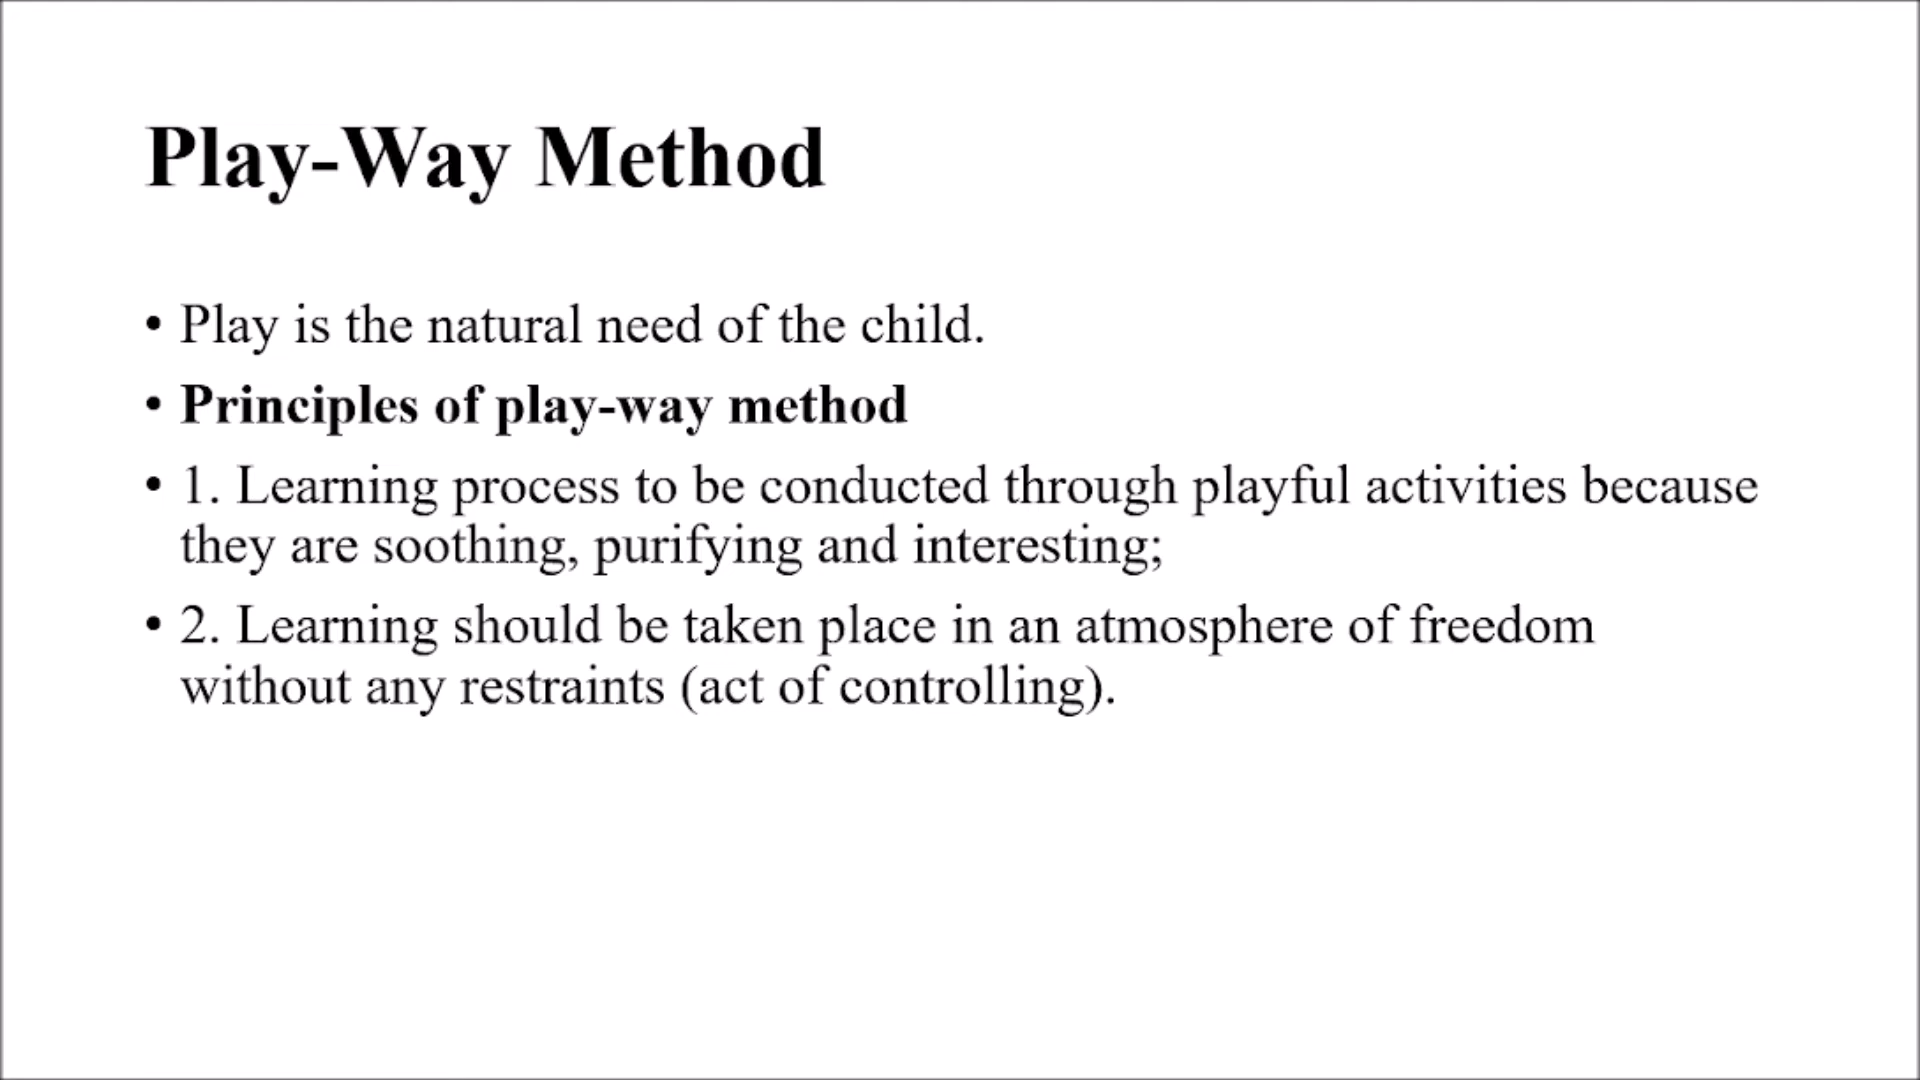 Play-Way Method
• Play is the natural need of the child.
• Principles of play-way method
• 1. Learning process to be conducted through playful activities because
they are soothing, purifying and interesting;
• 2. Learning should be taken place in an atmosphere of freedom
without any restraints (act of controlling).